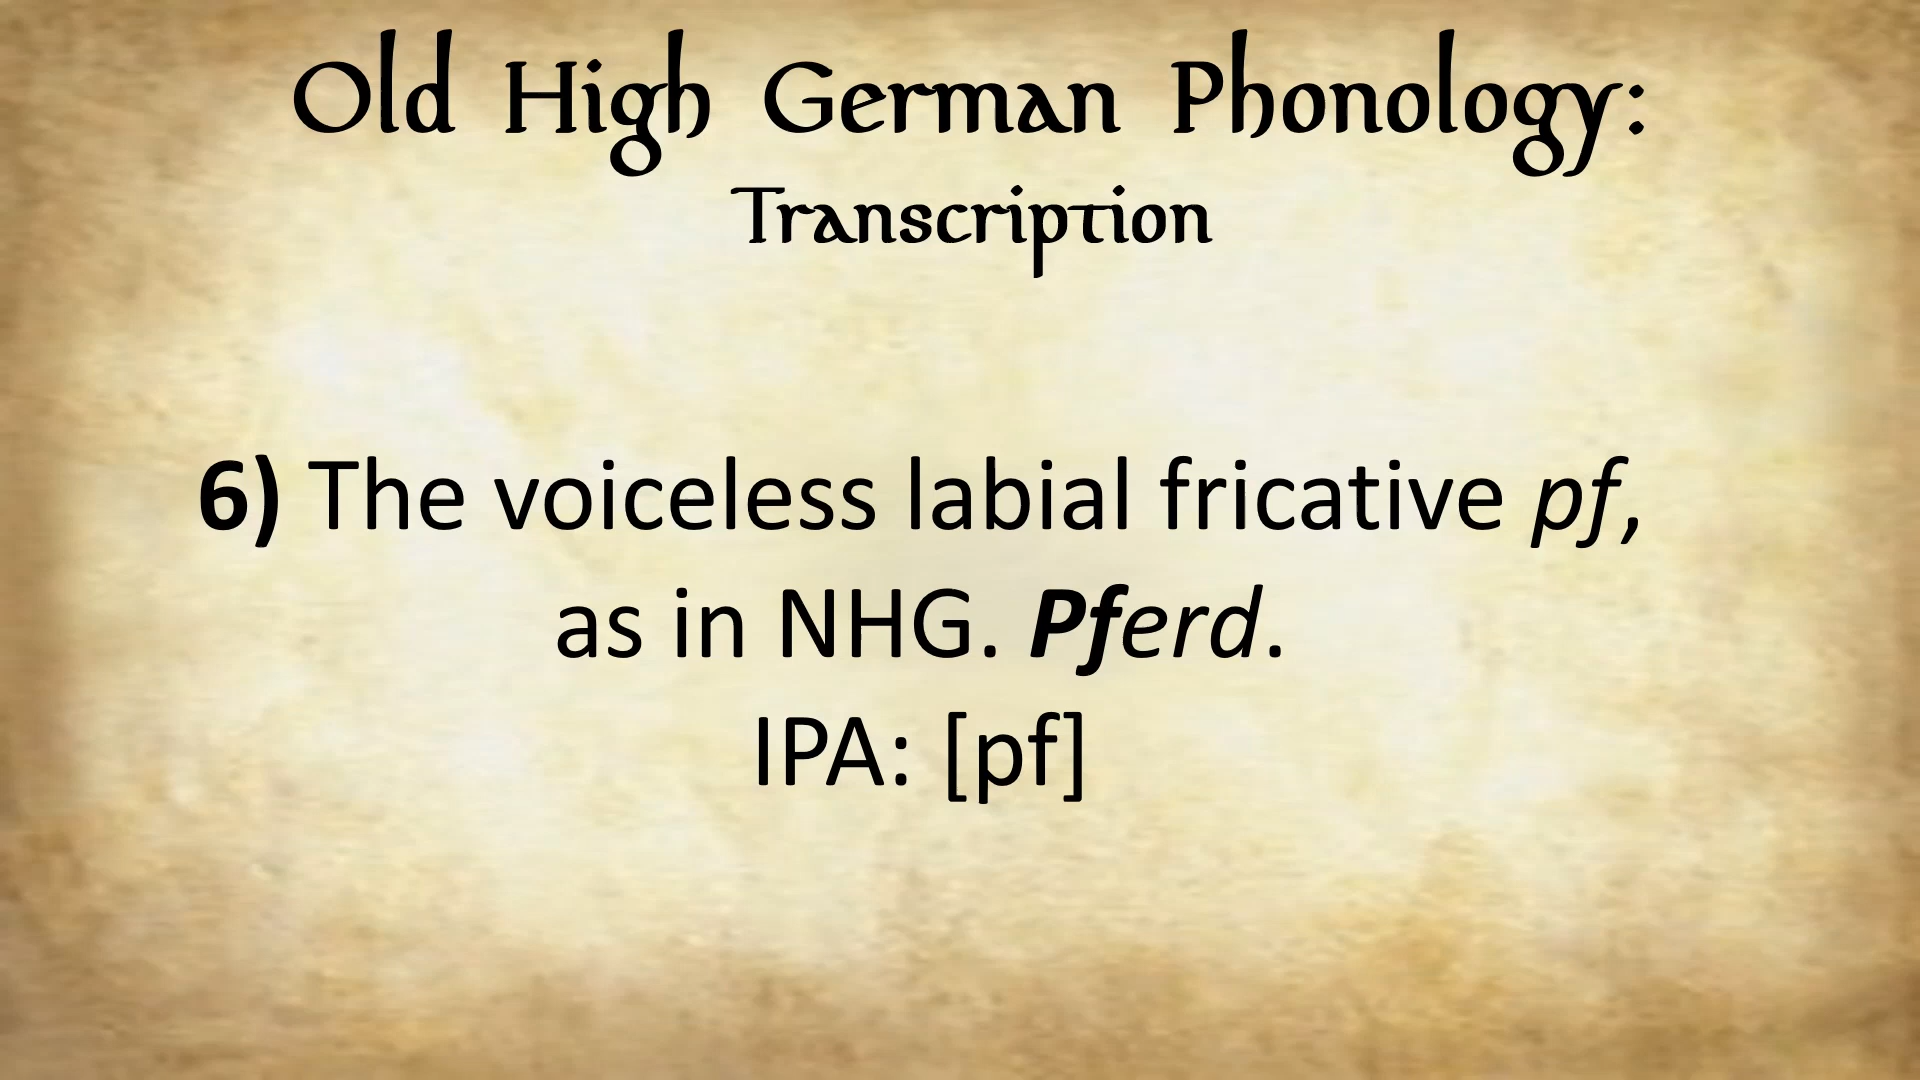 Old High German Phonology:
Transcription
6) The voiceless labial fricative pf,
as in NHG. Pferd.
IPA: [pf]